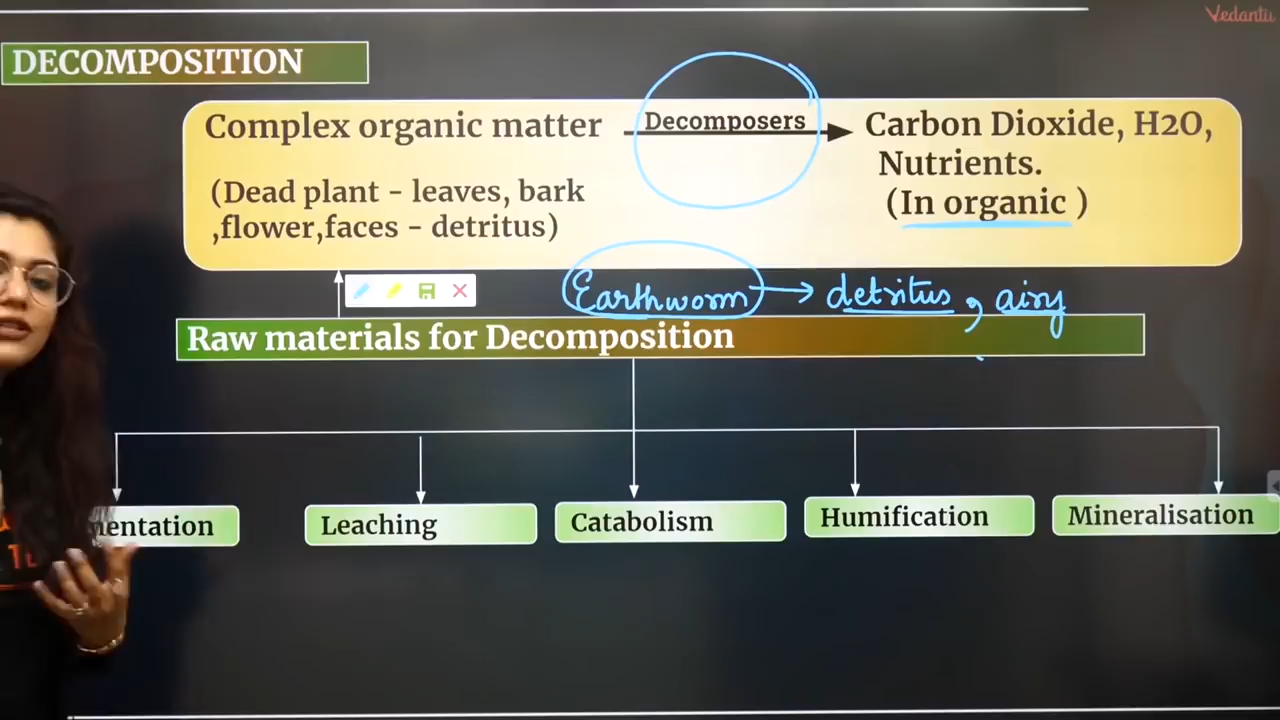 Vedantu
DECOMPOSITION
Complex organic matter
Decomposers
Carbon Dioxide, H2O,
Nutrients.
(In organic )
(Dead plant - leaves, bark
,flower,faces - detritus)
Earthworm → detritus, airy
Raw materials for Decomposition
mentation
Leaching
Catabolism
Humification
Mineralisation